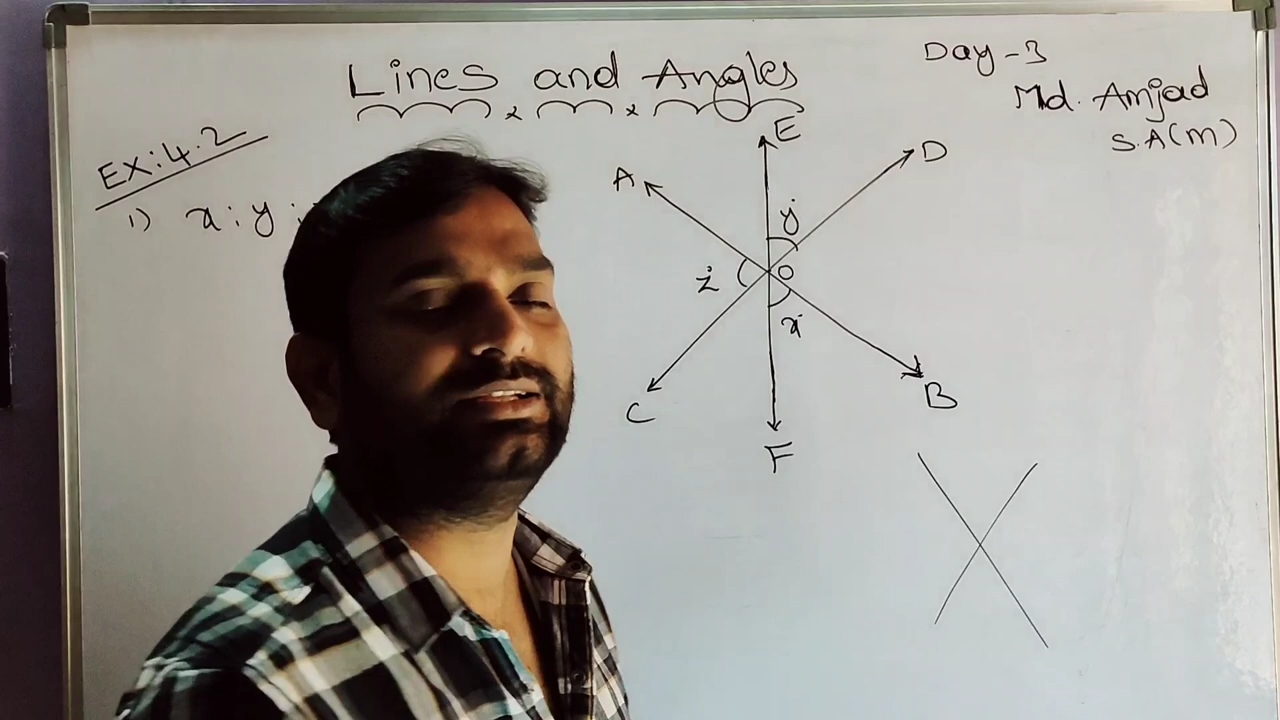 Lines and Angles
Day-3
Md. Amjad
S.A(M)
EX:4.2
1) x : y :
E
D
A
y
z
O
x
B
C
F